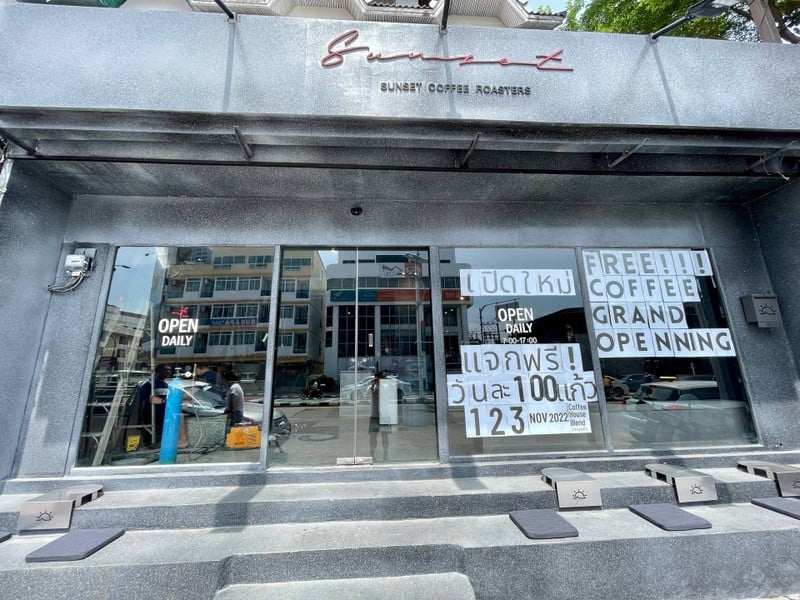 Sunset
SUNSET COFFEE ROASTERS
OPEN
DAILY
เปิดใหม่
OPEN
DAILY
7:00-17:00
แจกฟรี!
วันละ 100 แก้ว
1 2 3 NOV 2022
Coffee
House
Blend
FREE!!!
COFFEE
GRAND
OPENNING